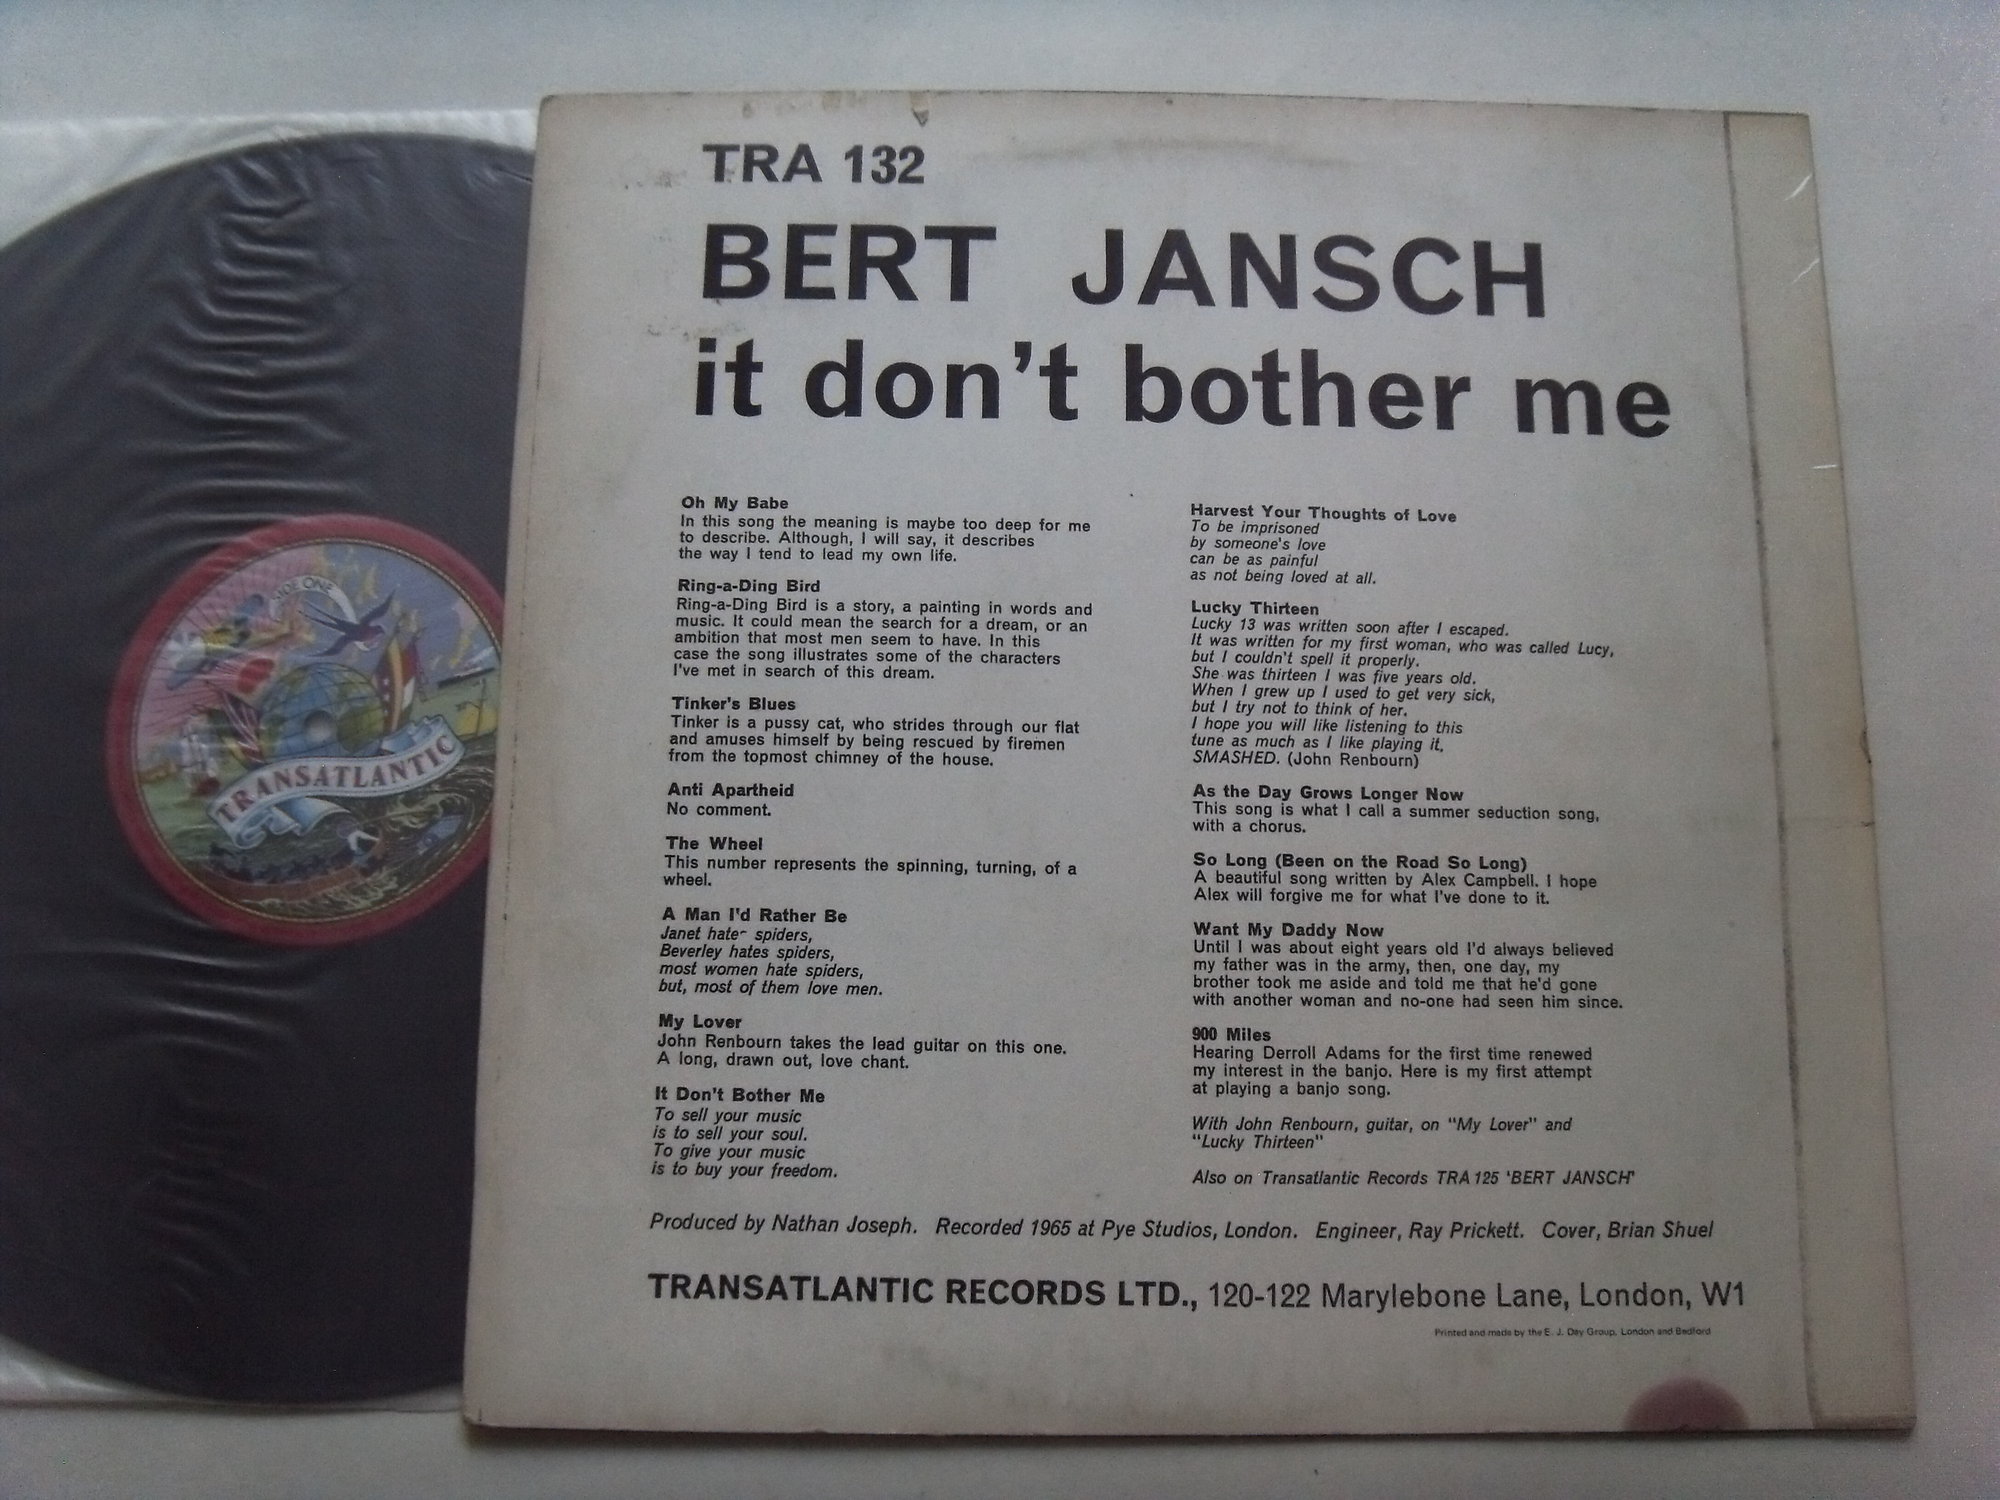 SIDE ONE
TRANSATLANTIC
TRA 132
BERT JANSCH
it don't bother me
Oh My Babe
In this song the meaning is maybe too deep for me
to describe. Although, I will say, it describes
the way I tend to lead my own life.
Ring-a-Ding Bird
Ring-a-Ding Bird is a story, a painting in words and
music. It could mean the search for a dream, or an
ambition that most men seem to have. In this
case the song illustrates some of the characters
I've met in search of this dream.
Tinker's Blues
Tinker is a pussy cat, who strides through our flat
and amuses himself by being rescued by firemen
from the topmost chimney of the house.
Anti Apartheid
No comment.
The Wheel
This number represents the spinning, turning, of a
wheel.
A Man I'd Rather Be
Janet hates spiders,
Beverley hates spiders,
most women hate spiders,
but, most of them love men.
My Lover
John Renbourn takes the lead guitar on this one.
A long, drawn out, love chant.
It Don't Bother Me
To sell your music
is to sell your soul.
To give your music
is to buy your freedom.
Harvest Your Thoughts of Love
To be imprisoned
by someone's love
can be as painful
as not being loved at all.
Lucky Thirteen
Lucky 13 was written soon after I escaped.
It was written for my first woman, who was called Lucy,
but I couldn't spell it properly.
She was thirteen I was five years old.
When I grew up I used to get very sick,
but I try not to think of her.
I hope you will like listening to this
tune as much as I like playing it,
SMASHED. (John Renbourn)
As the Day Grows Longer Now
This song is what I call a summer seduction song,
with a chorus.
So Long (Been on the Road So Long)
A beautiful song written by Alex Campbell. I hope
Alex will forgive me for what I've done to it.
Want My Daddy Now
Until I was about eight years old I'd always believed
my father was in the army, then, one day, my
brother took me aside and told me that he'd gone
with another woman and no-one had seen him since.
900 Miles
Hearing Derroll Adams for the first time renewed
my interest in the banjo. Here is my first attempt
at playing a banjo song.
With John Renbourn, guitar, on "My Lover" and
"Lucky Thirteen"
Also on Transatlantic Records TRA 125 'BERT JANSCH'
Produced by Nathan Joseph. Recorded 1965 at Pye Studios, London. Engineer, Ray Prickett. Cover, Brian Shuel
TRANSATLANTIC RECORDS LTD., 120-122 Marylebone Lane, London, W1
Printed and made by the E. J. Day Group, London and Bedford